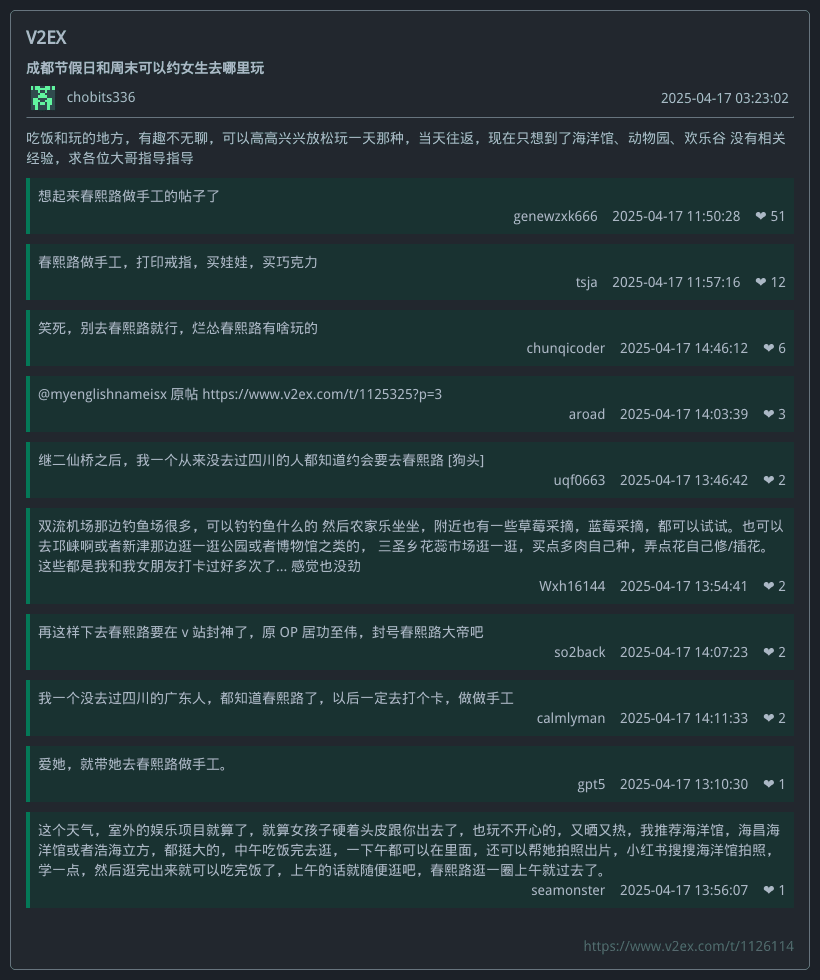 V2EX
成都节假日和周末可以约女生去哪里玩
chobits336 2025-04-17 03:23:02
吃饭和玩的地方，有趣不无聊，可以高高兴兴放松玩一天那种，当天往返，现在只想到了海洋馆、动物园、欢乐谷 没有相关
经验，求各位大哥指导指导
想起来春熙路做手工的帖子了
genewzxk666 2025-04-17 11:50:28 ❤ 51
春熙路做手工，打印戒指，买娃娃，买巧克力
tsja 2025-04-17 11:57:16 ❤ 12
笑死，别去春熙路就行，烂怂春熙路有啥玩的
chunqicoder 2025-04-17 14:46:12 ❤ 6
@myenglishnameisx 原帖 https://www.v2ex.com/t/1125325?p=3
aroad 2025-04-17 14:03:39 ❤ 3
继二仙桥之后，我一个从来没去过四川的人都知道约会要去春熙路 [狗头]
uqf0663 2025-04-17 13:46:42 ❤ 2
双流机场那边钓鱼场很多，可以钓钓鱼什么的 然后农家乐坐坐，附近也有一些草莓采摘，蓝莓采摘，都可以试试。也可以
去邛崃啊或者新津那边逛一逛公园或者博物馆之类的， 三圣乡花蕊市场逛一逛，买点多肉自己种，弄点花自己修/插花。
这些都是我和我女朋友打卡过好多次了... 感觉也没劲
Wxh16144 2025-04-17 13:54:41 ❤ 2
再这样下去春熙路要在 v 站封神了，原 OP 居功至伟，封号春熙路大帝吧
so2back 2025-04-17 14:07:23 ❤ 2
我一个没去过四川的广东人，都知道春熙路了，以后一定去打个卡，做做手工
calmlyman 2025-04-17 14:11:33 ❤ 2
爱她，就带她去春熙路做手工。
gpt5 2025-04-17 13:10:30 ❤ 1
这个天气，室外的娱乐项目就算了，就算女孩子硬着头皮跟你出去了，也玩不开心的，又晒又热，我推荐海洋馆，海昌海
洋馆或者浩海立方，都挺大的，中午吃饭完去逛，一下午都可以在里面，还可以帮她拍照出片，小红书搜搜海洋馆拍照，
学一点，然后逛完出来就可以吃完饭了，上午的话就随便逛吧，春熙路逛一圈上午就过去了。
seamonster 2025-04-17 13:56:07 ❤ 1
https://www.v2ex.com/t/1126114